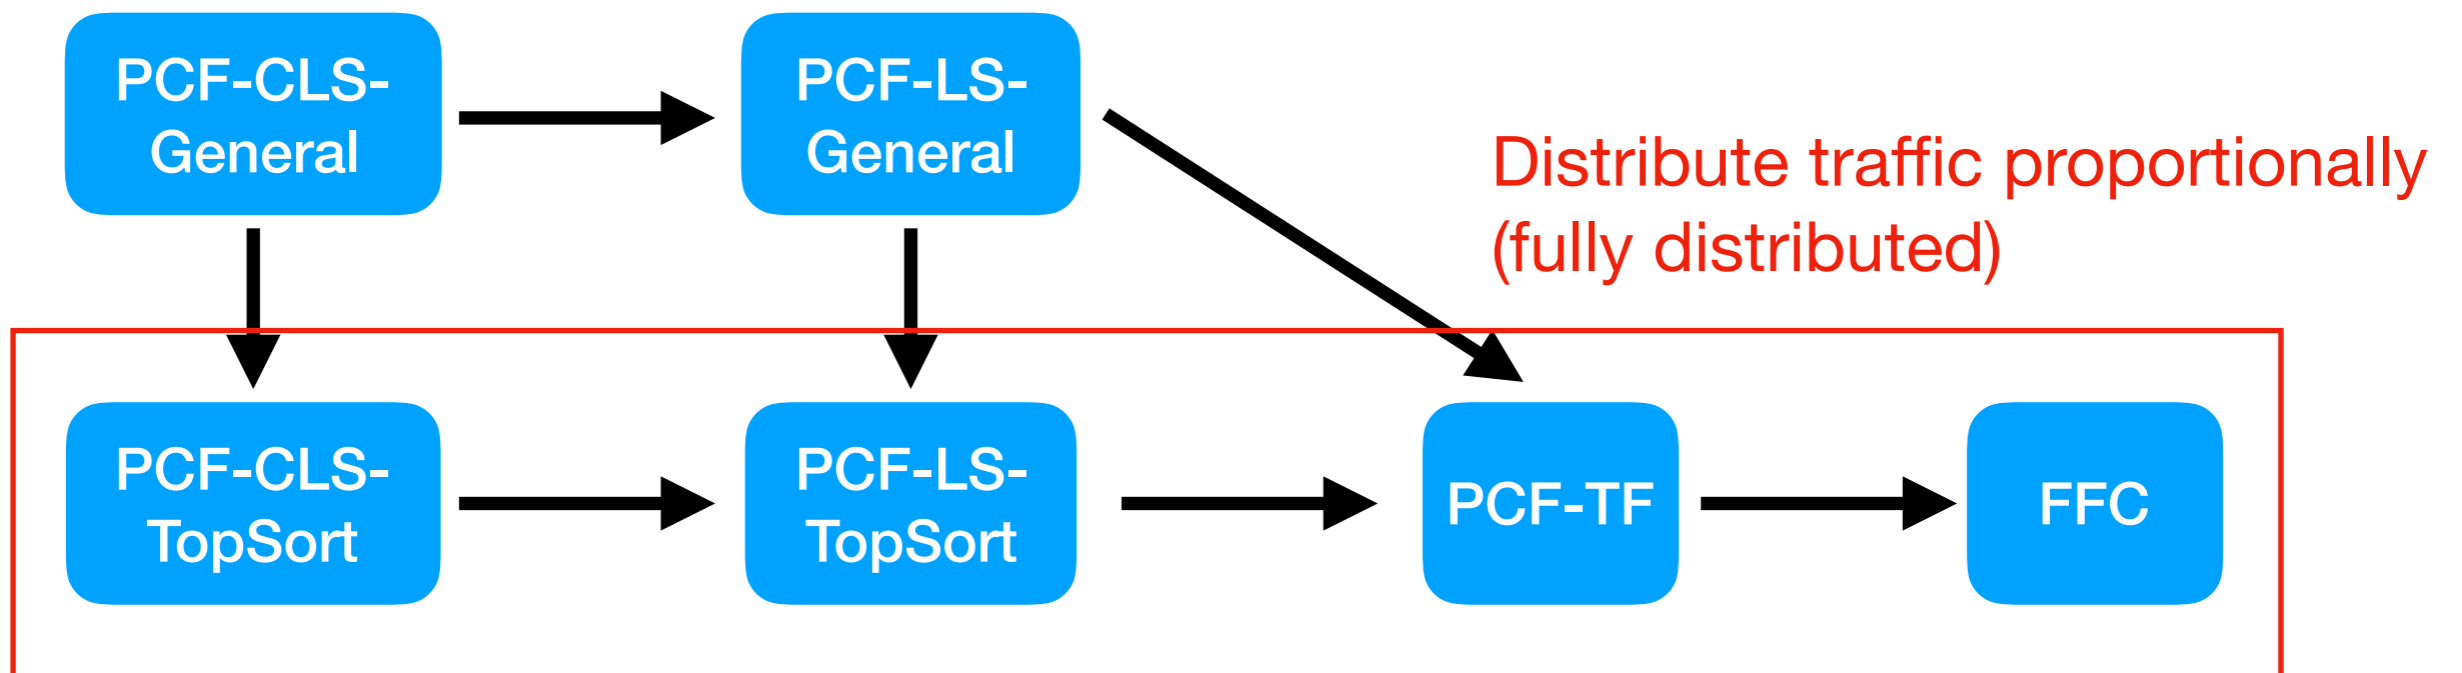 PCF-CLS-
General
PCF-LS-
General
Distribute traffic proportionally
(fully distributed)
PCF-CLS-
TopSort
PCF-LS-
TopSort
PCF-TF
FFC